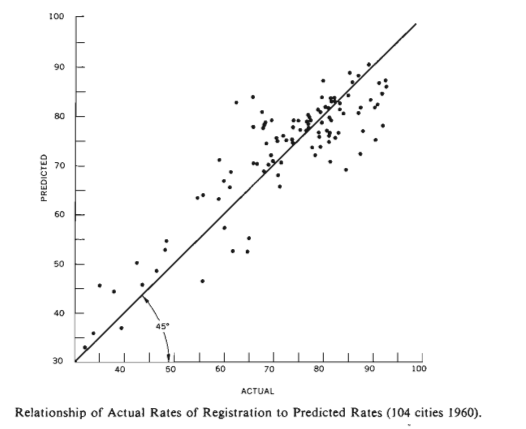 100
90
80
70
60
50
40
30
PREDICTED
45°
40 50 60 70 80 90 100
ACTUAL
Relationship of Actual Rates of Registration to Predicted Rates (104 cities 1960).